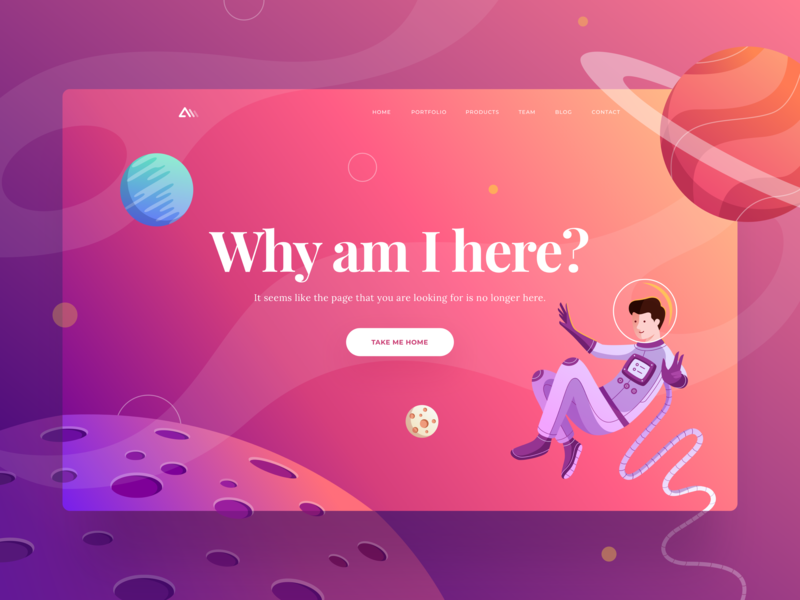 HOME PORTFOLIO PRODUCTS TEAM BLOG CONTACT
Why am I here?
It seems like the page that you are looking for is no longer here.
TAKE ME HOME